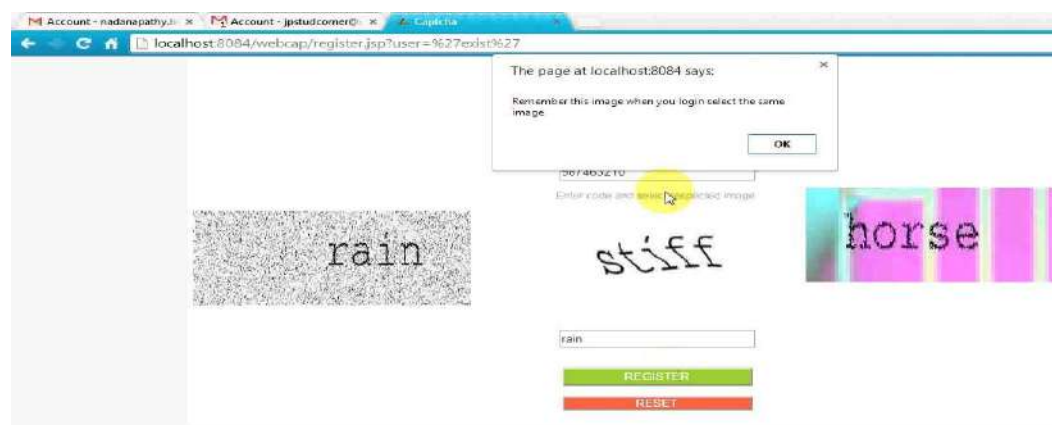 Account - nadanapathy.
Account - jpstudcorner@
Captcha
localhost:8084/webcap/register.jsp?user=%27exist%27
The page at localhost:8084 says:
Remember this image when you login select the same
image
OK
987463210
Enter code and select image
rain
stiff
horse
rain
REGISTER
RESET